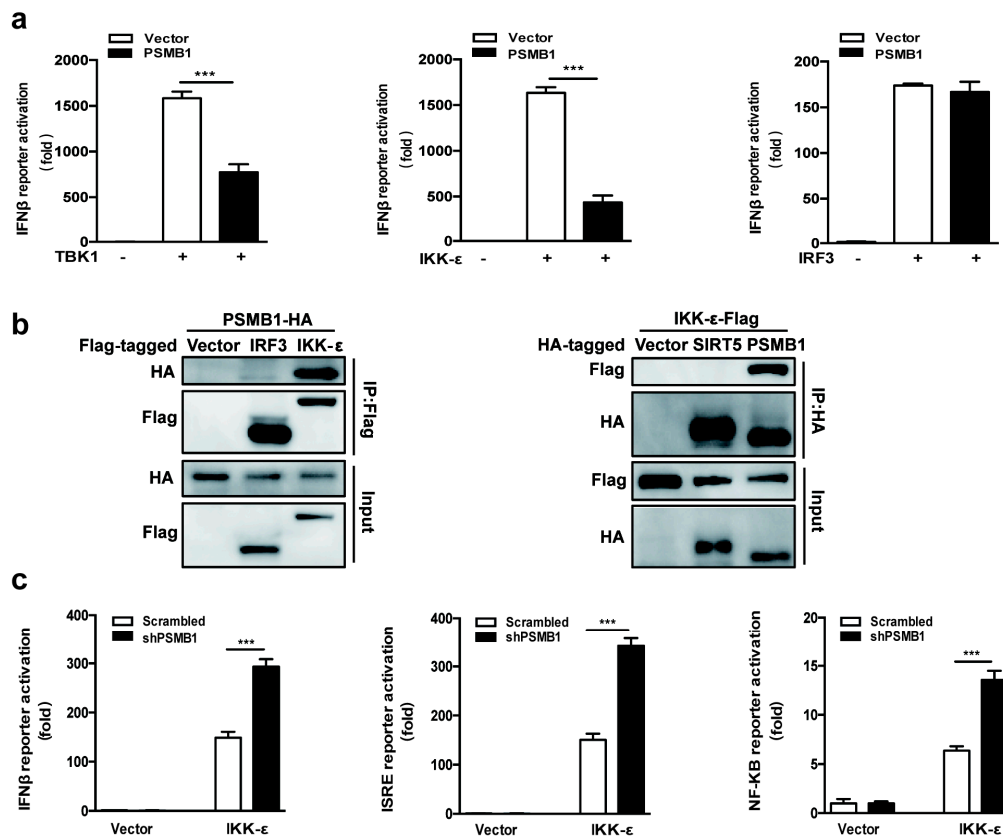 a
Vector
PSMB1
IFNβ reporter activation
(fold)
2000
1500
1000
500
0
***
TBK1 - + +
Vector
PSMB1
IFNβ reporter activation
(fold)
2000
1500
1000
500
0
***
IKK-ε - + +
Vector
PSMB1
IFNβ reporter activation
(fold)
200
150
100
50
0
IRF3 - + +
b
PSMB1-HA
Flag-tagged Vector IRF3 IKK-ε
HA
Flag
IP:Flag
HA
Flag
Input
IKK-ε-Flag
HA-tagged Vector SIRT5 PSMB1
Flag
HA
IP:HA
Flag
HA
Input
c
Scrambled
shPSMB1
IFNβ reporter activation
(fold)
400
300
200
100
0
***
Vector IKK-ε
Scrambled
shPSMB1
ISRE reporter activation
(fold)
400
300
200
100
0
***
Vector IKK-ε
Scrambled
shPSMB1
NF-KB reporter activation
(fold)
20
15
10
5
0
***
Vector IKK-ε